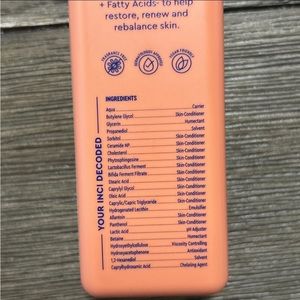 + Fatty Acids- to help
restore, renew and
rebalance skin.
FRAGRANCE FREE
VEGAN FRIENDLY
YOUR INCI DECODED
INGREDIENTS
Aqua Carrier
Butylene Glycol Skin-Conditioner
Glycerin Humectant
Propanediol Solvent
Sorbitol Skin-Conditioner
Ceramide NP Skin-Conditioner
Cholesterol Skin-Conditioner
Phytosphingosine Skin-Conditioner
Lactobacillus Ferment Skin-Conditioner
Bifida Ferment Filtrate Skin-Conditioner
Stearic Acid Skin-Conditioner
Caprylyl Glycol Skin-Conditioner
Oleic Acid Skin-Conditioner
Caprylic/Capric Triglyceride Skin-Conditioner
Hydrogenated Lecithin Emulsifier
Allantoin Skin-Conditioner
Panthenol Skin-Conditioner
Lactic Acid pH Adjuster
Betaine Humectant
Hydroxyethylcellulose Viscosity Controlling
Hydroxyacetophenone Antioxidant
1,2-Hexanediol Solvent
Caprylhydroxamic Acid Chelating Agent